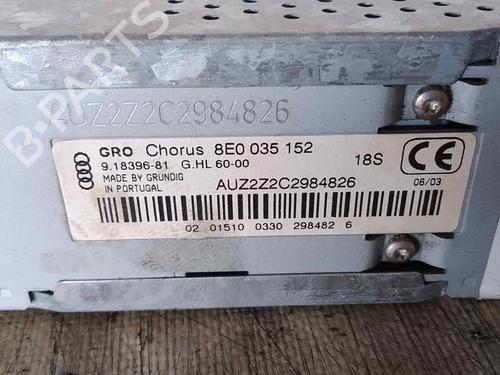 B-PARTS
AUZ2Z2C2984826
GRO Chorus 8E0 035 152
9.18396-81 G.HL 60-00 18S CE
MADE BY GRUNDIG
IN PORTUGAL
AUZ2Z2C2984826 06/03
02 01510 0330 298482 6